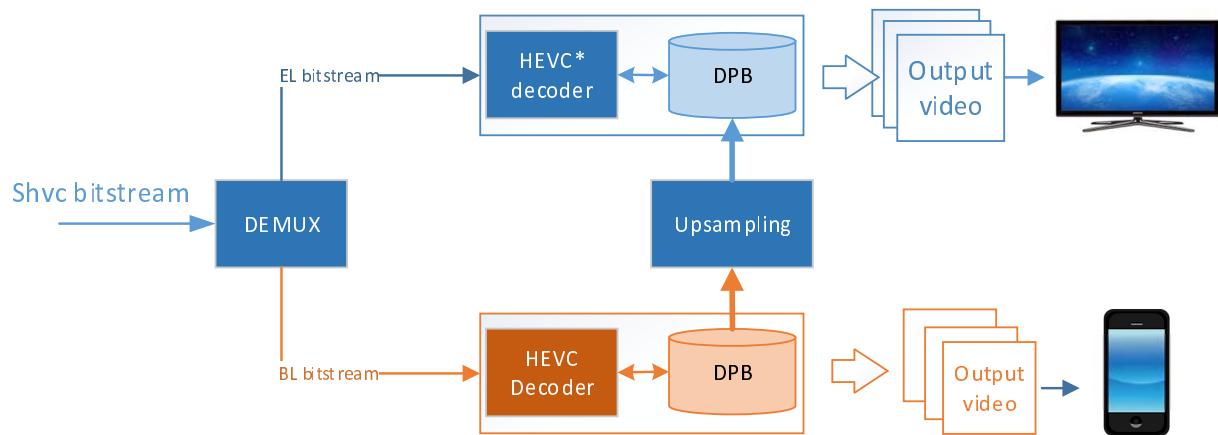 EL bitstream
HEVC*
decoder
DPB
Output
video
Shvc bitstream
DEMUX
Upsampling
BL bitstream
HEVC
Decoder
DPB
Output
video